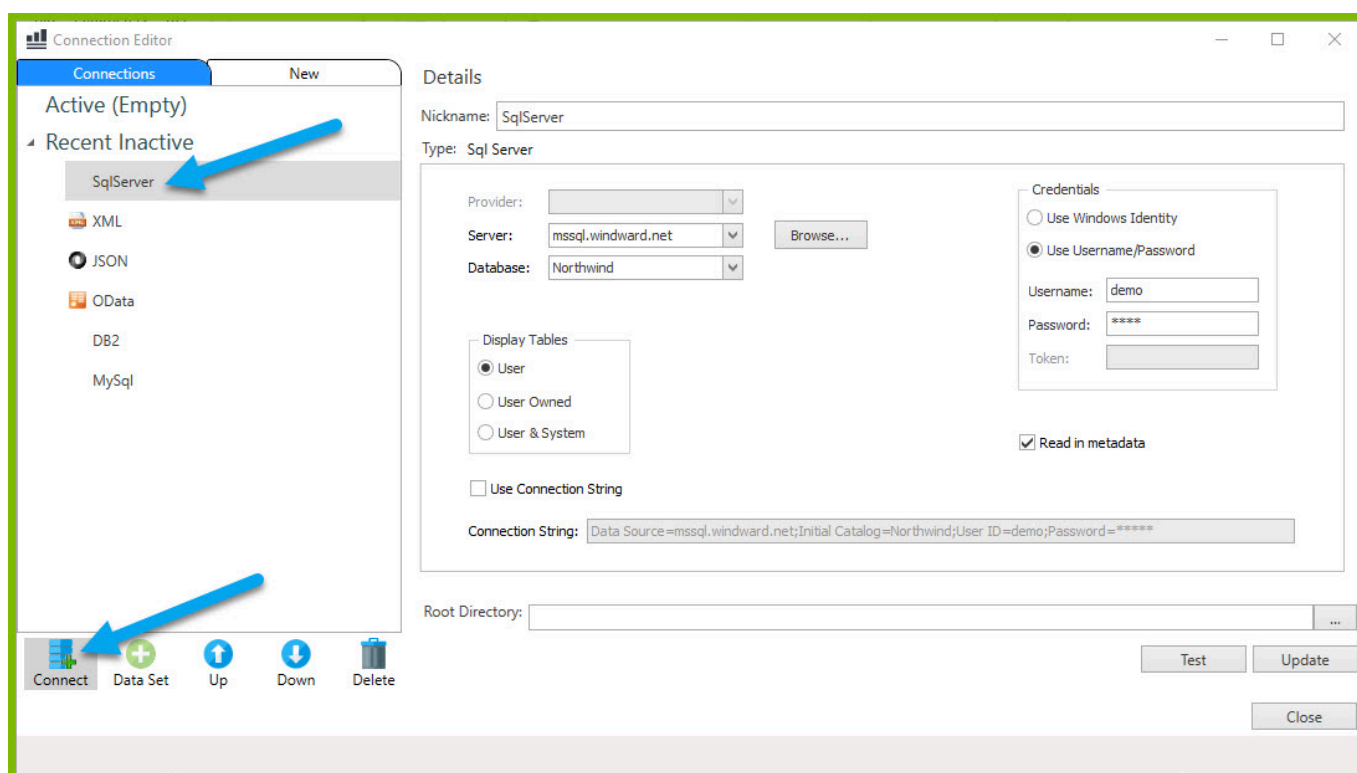 Connection Editor
Connections
New
Active (Empty)
Recent Inactive
SqlServer
XML
JSON
OData
DB2
MySql
Connect
Data Set
Up
Down
Delete
Details
Nickname: SqlServer
Type: Sql Server
Provider:
Server: mssql.windward.net Browse...
Database: Northwind
Display Tables
User
User Owned
User & System
Credentials
Use Windows Identity
Use Username/Password
Username: demo
Password: ****
Token:
Read in metadata
Use Connection String
Connection String: Data Source=mssql.windward.net;Initial Catalog=Northwind;User ID=demo;Password=*****
Root Directory: ...
Test Update
Close